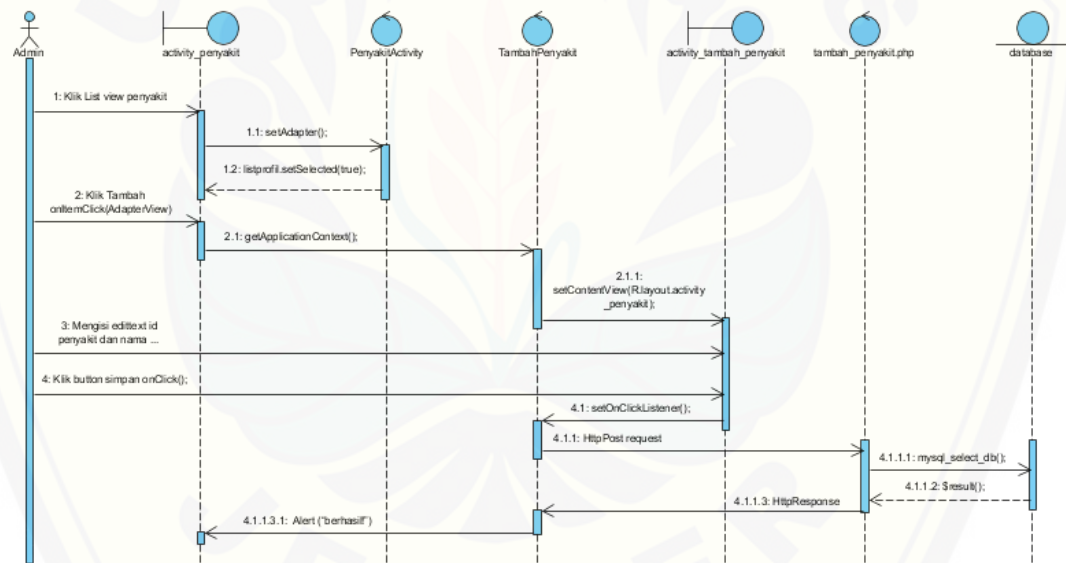 Admin
activity_penyakit
PenyakitActivity
TambahPenyakit
activity_tambah_penyakit
tambah_penyakit.php
database
1: Klik List view penyakit
1.1: setAdapter();
1.2: listprofil.setSelected(true);
2: Klik Tambah
onItemClick(AdapterView)
2.1: getApplicationContext();
2.1.1:
setContentView(R.layout.activity
_penyakit);
3: Mengisi edittext id
penyakit dan nama ...
4: Klik button simpan onClick();
4.1: setOnClickListener();
4.1.1: HttpPost request
4.1.1.1: mysql_select_db();
4.1.1.2: $result();
4.1.1.3: HttpResponse
4.1.1.3.1: Alert ("berhasil")